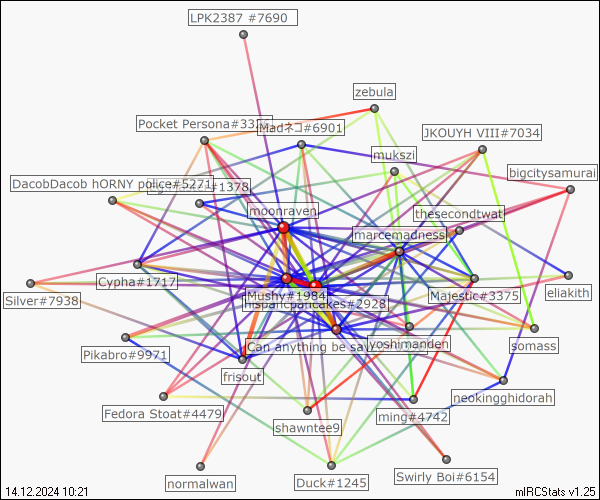 LPK2387 #7690
zebula
Pocket Persona#33
Madネコ#6901
JKOUYH VIII#7034
mukszi
bigcitysamurai
DacobDacob hORNY police#5271
#1378
moonraven
thesecondtwat
marcemadness
Cypha#1717
Mushy#1984
Majestic#3375
eliakith
Silver#7938
pancakes#2928
Can anything be sav
yoshimanden
somass
Pikabro#9971
frisout
neokingghidorah
Fedora Stoat#4479
ming#4742
shawntee9
normalwan
Duck#1245
Swirly Boi#6154
14.12.2024 10:21
mIRCStats v1.25